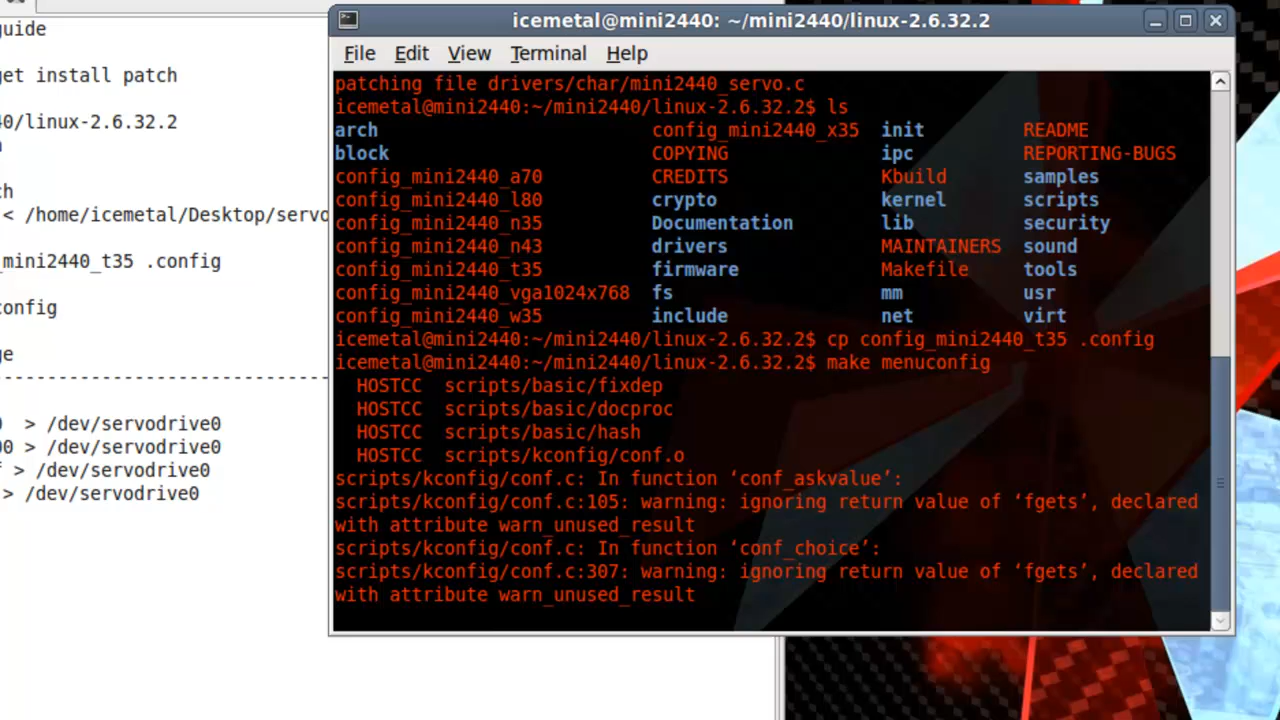 guide
get install patch
40/linux-2.6.32.2
ch
< /home/icemetal/Desktop/servo
mini2440_t35 .config
config
ge
-------------------------------
0  > /dev/servodrive0
00 > /dev/servodrive0
f > /dev/servodrive0
> /dev/servodrive0
icemetal@mini2440: ~/mini2440/linux-2.6.32.2
File Edit View Terminal Help
patching file drivers/char/mini2440_servo.c
icemetal@mini2440:~/mini2440/linux-2.6.32.2$ ls
arch config_mini2440_x35 init README
block COPYING ipc REPORTING-BUGS
config_mini2440_a70 CREDITS Kbuild samples
config_mini2440_l80 crypto kernel scripts
config_mini2440_n35 Documentation lib security
config_mini2440_n43 drivers MAINTAINERS sound
config_mini2440_t35 firmware Makefile tools
config_mini2440_vga1024x768 fs mm usr
config_mini2440_w35 include net virt
icemetal@mini2440:~/mini2440/linux-2.6.32.2$ cp config_mini2440_t35 .config
icemetal@mini2440:~/mini2440/linux-2.6.32.2$ make menuconfig
HOSTCC scripts/basic/fixdep
HOSTCC scripts/basic/docproc
HOSTCC scripts/basic/hash
HOSTCC scripts/kconfig/conf.o
scripts/kconfig/conf.c: In function ‘conf_askvalue’:
scripts/kconfig/conf.c:105: warning: ignoring return value of ‘fgets’, declared
with attribute warn_unused_result
scripts/kconfig/conf.c: In function ‘conf_choice’:
scripts/kconfig/conf.c:307: warning: ignoring return value of ‘fgets’, declared
with attribute warn_unused_result